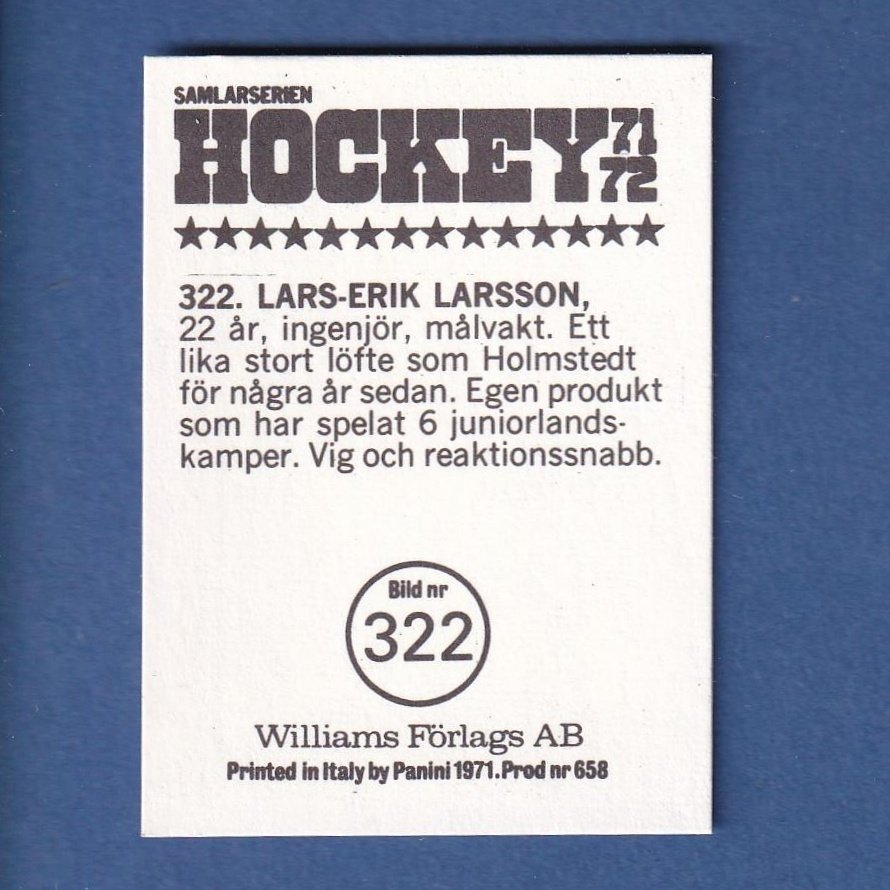 SAMLARSERIEN
HOCKEY 71
72
322. LARS-ERIK LARSSON,
22 år, ingenjör, målvakt. Ett
lika stort löfte som Holmstedt
för några år sedan. Egen produkt
som har spelat 6 juniorlands-
kamper. Vig och reaktionssnabb.
Bild nr
322
Williams Förlags AB
Printed in Italy by Panini 1971. Prod nr 658